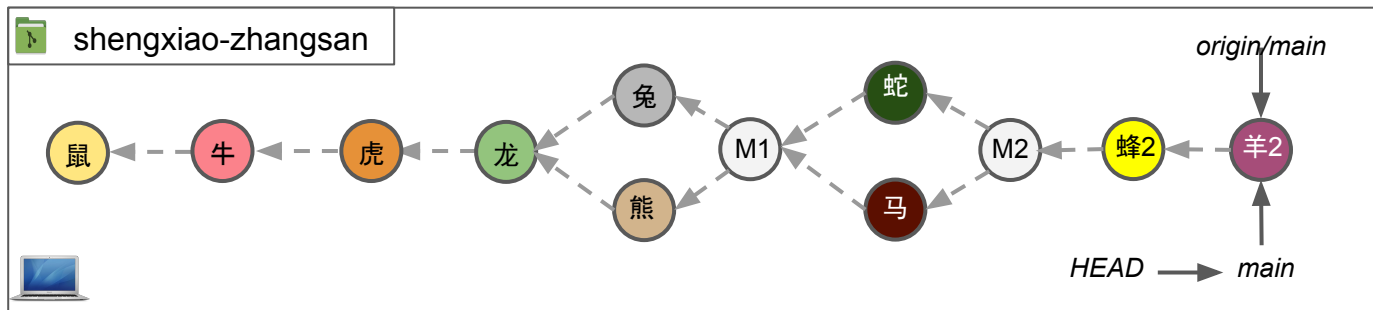 shengxiao-zhangsan
origin/main
鼠
牛
虎
龙
兔
熊
M1
蛇
马
M2
蜂2
羊2
HEAD
main